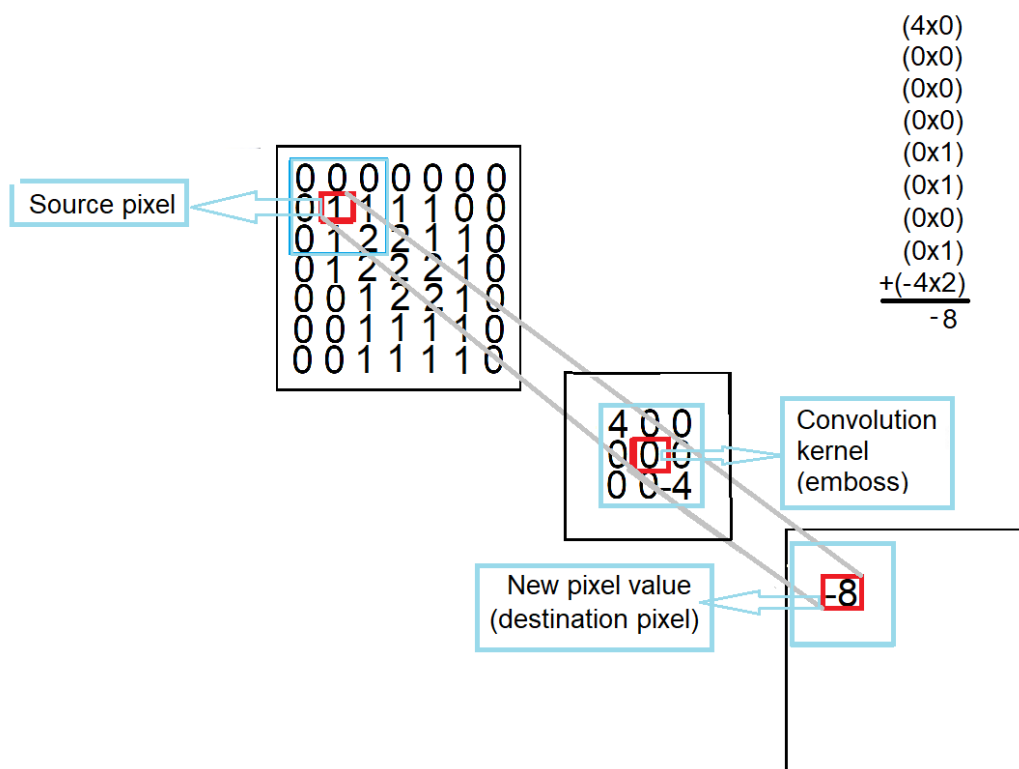 (4x0)
(0x0)
(0x0)
(0x0)
(0x1)
(0x1)
(0x0)
(0x1)
+(-4x2)
-8
Source pixel
0 0 0 0 0 0 0
0 1 1 1 1 0 0
0 1 2 2 1 1 0
0 1 2 2 2 1 0
0 0 1 2 2 1 0
0 0 1 1 1 1 0
0 0 1 1 1 1 0
4 0 0
0 0 0
0 0 -4
Convolution
kernel
(emboss)
New pixel value
(destination pixel)
-8